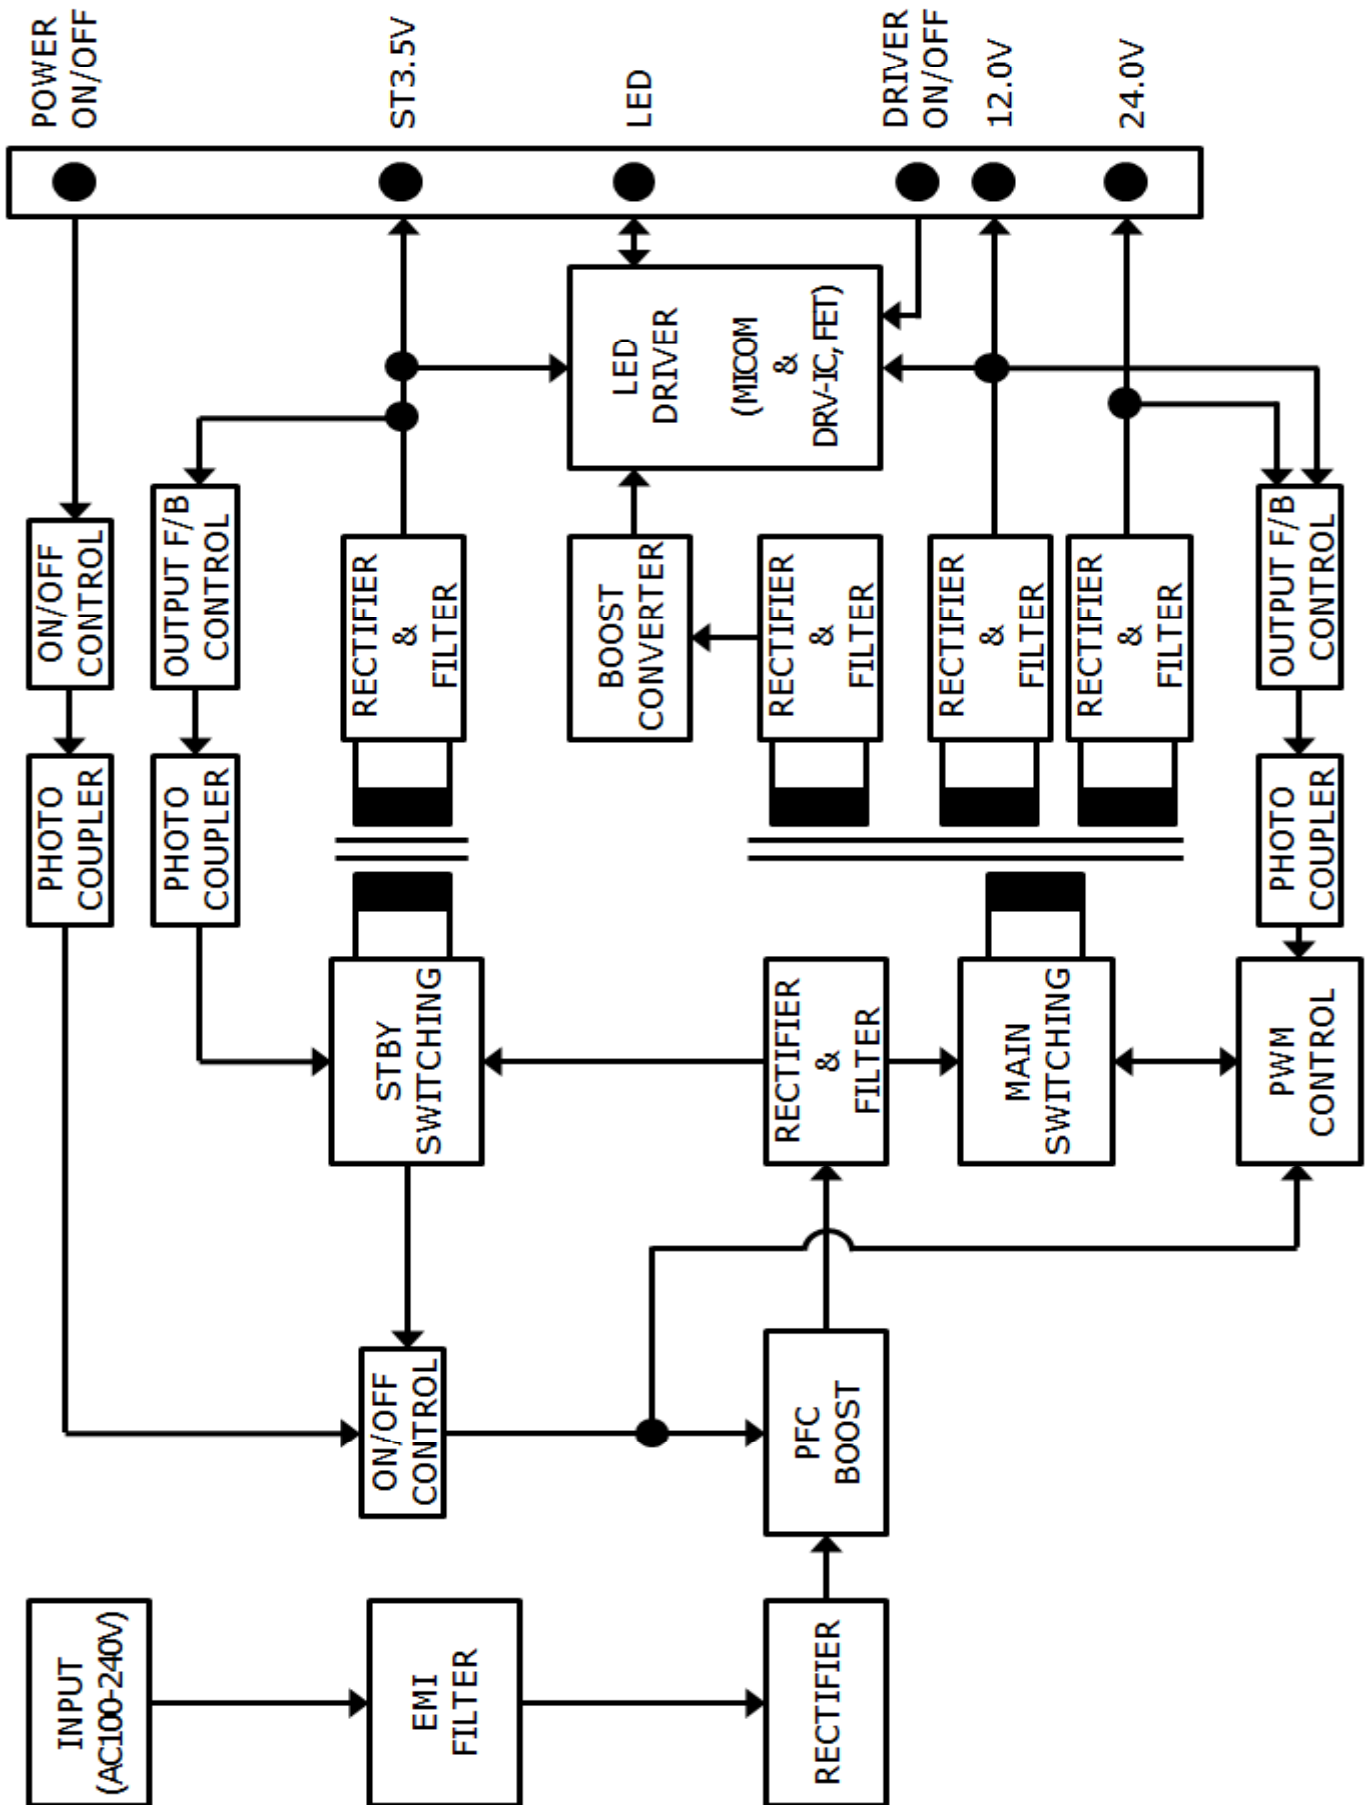 INPUT
(AC100-240V)
EMI
FILTER
RECTIFIER
ON/OFF
CONTROL
PFC
BOOST
STBY
SWITCHING
RECTIFIER
&
FILTER
MAIN
SWITCHING
PWM
CONTROL
PHOTO
COUPLER
PHOTO
COUPLER
PHOTO
COUPLER
ON/OFF
CONTROL
OUTPUT F/B
CONTROL
RECTIFIER
&
FILTER
BOOST
CONVERTER
RECTIFIER
&
FILTER
RECTIFIER
&
FILTER
RECTIFIER
&
FILTER
OUTPUT F/B
CONTROL
LED
DRIVER
(MICOM
&
DRV-IC, FET)
POWER
ON/OFF
ST3.5V
LED
DRIVER
ON/OFF
12.0V
24.0V